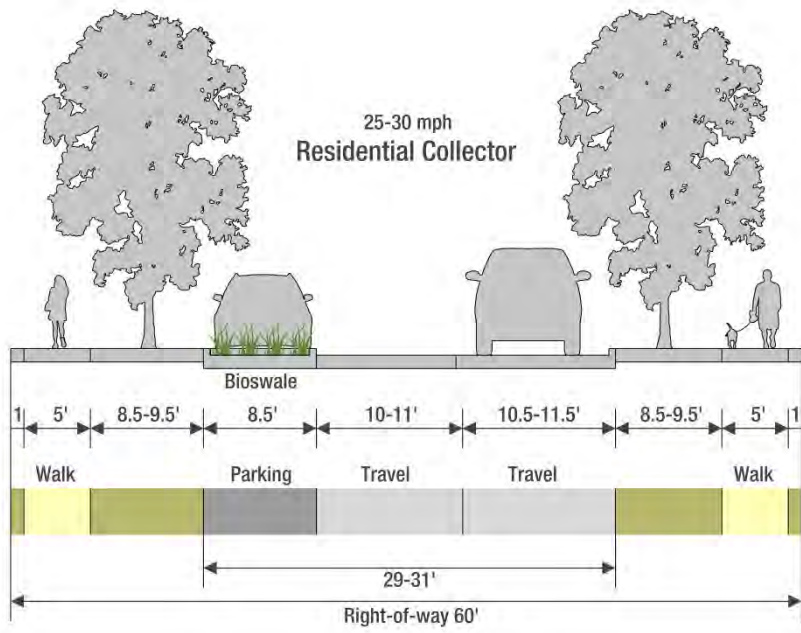 25-30 mph
Residential Collector
Bioswale
1 5' 8.5-9.5' 8.5' 10-11' 10.5-11.5' 8.5-9.5' 5' 1
Walk Parking Travel Travel Walk
29-31'
Right-of-way 60'